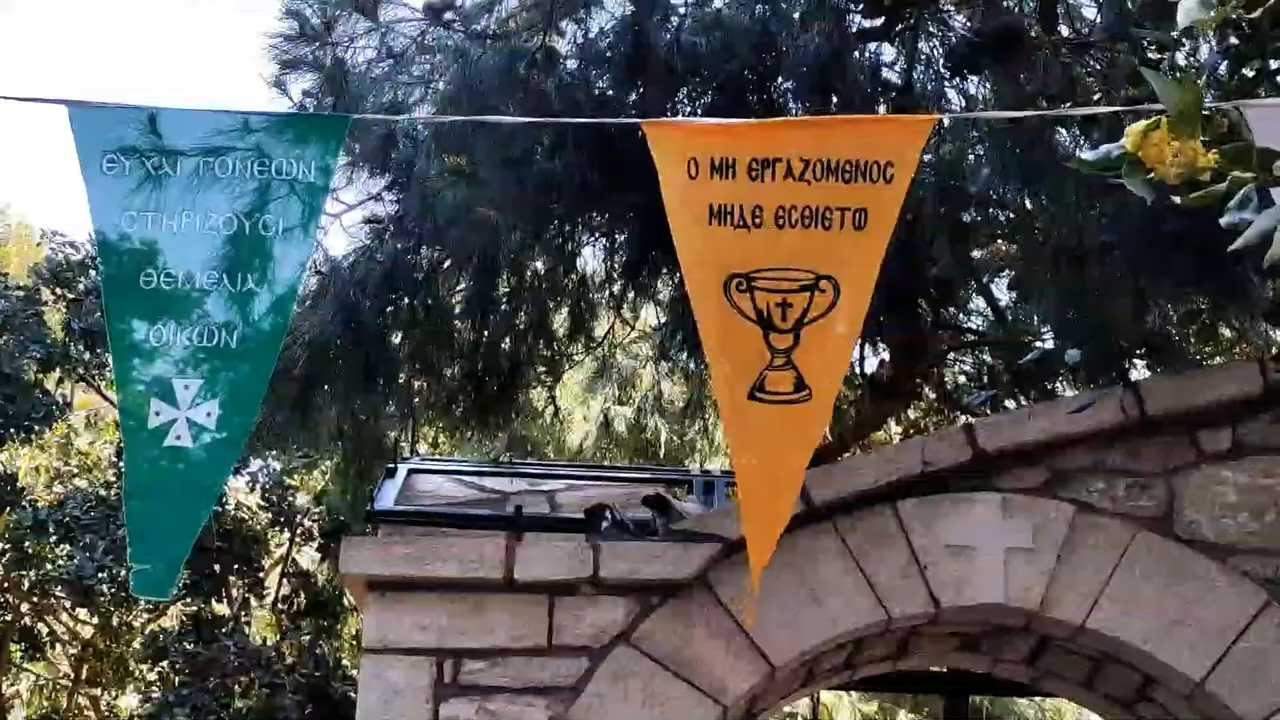 ΕΥΧΑΙ ΓΟΝΕΩΝ
ΣΤΗΡΙΖΟΥΣΙ
ΘΕΜΕΛΙΑ
ΟΙΚΩΝ
Ο ΜΗ ΕΡΓΑΖΟΜΕΝΟΣ
ΜΗΔΕ ΕΣΘΙΕΤΩ